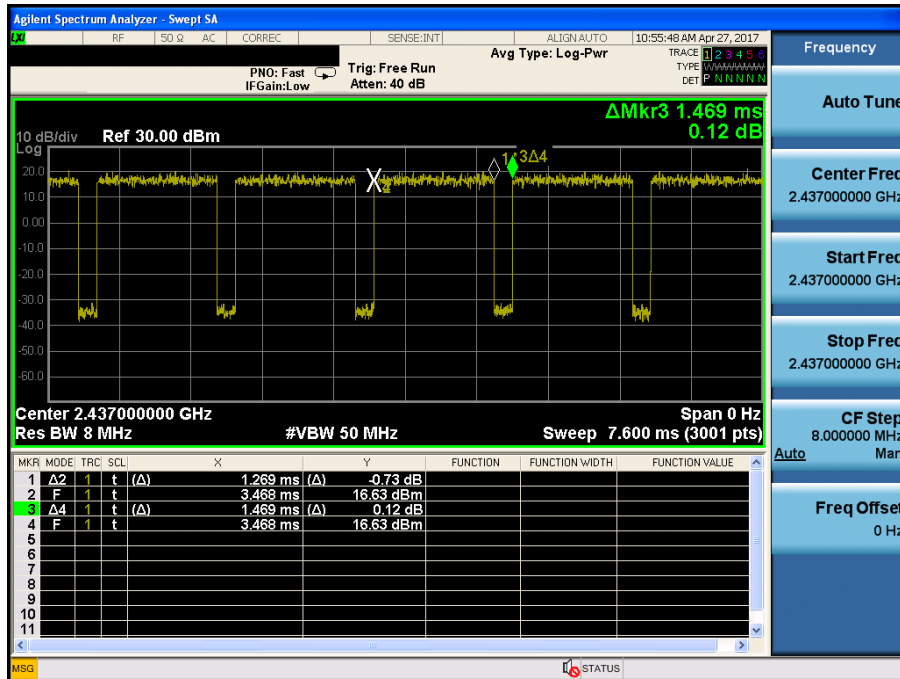 Agilent Spectrum Analyzer - Swept SA
LXI RF 50 Ω AC CORREC SENSE:INT ALIGN AUTO 10:55:48 AM Apr 27, 2017
Frequency
Avg Type: Log-Pwr
TRACE 1 2 3 4 5 6
PNO: Fast Trig: Free Run
TYPE WWWWWW
IFGain:Low Atten: 40 dB
DET P N N N N N
Auto Tune
ΔMkr3 1.469 ms
0.12 dB
10 dB/div Ref 30.00 dBm
Log
1 3Δ4
20.0
4
10.0
0.00
-10.0
-20.0
-30.0
-40.0
-50.0
-60.0
Center Freq
2.437000000 GHz
Start Freq
2.437000000 GHz
Stop Freq
2.437000000 GHz
Center 2.437000000 GHz Span 0 Hz
Res BW 8 MHz #VBW 50 MHz Sweep 7.600 ms (3001 pts)
CF Step
8.000000 MHz
Auto Man
MKR MODE TRC SCL X Y FUNCTION FUNCTION WIDTH FUNCTION VALUE
1 Δ2 1 t (Δ) 1.269 ms (Δ) -0.73 dB
2 F 1 t 3.468 ms 16.63 dBm
3 Δ4 1 t (Δ) 1.469 ms (Δ) 0.12 dB
4 F 1 t 3.468 ms 16.63 dBm
5
6
7
8
9
10
11
Freq Offset
0 Hz
MSG STATUS